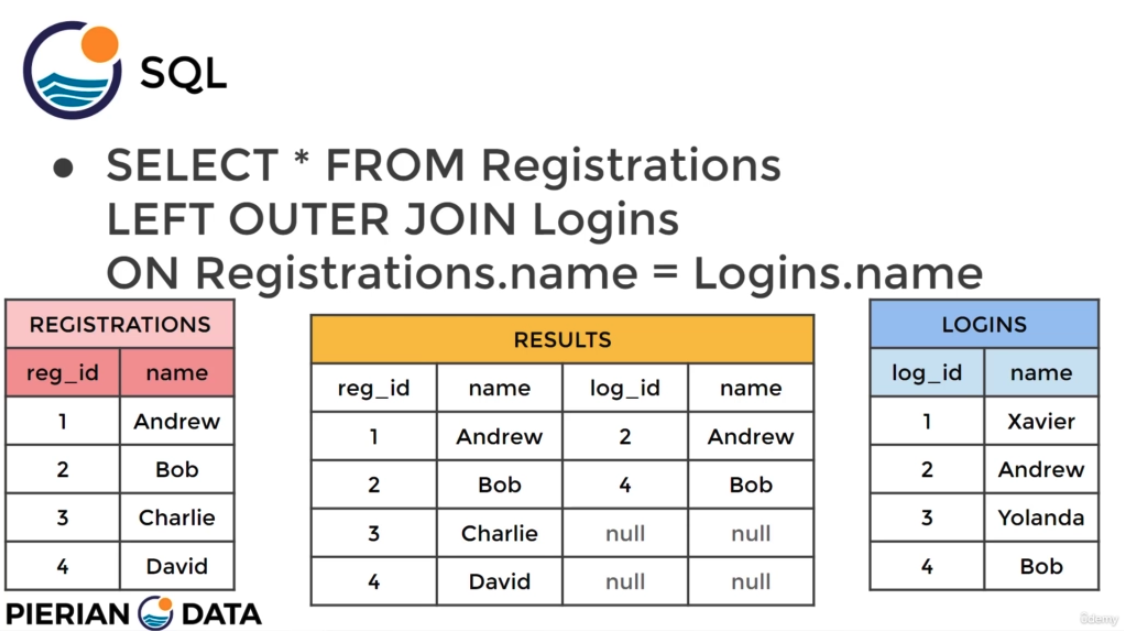 SQL
● SELECT * FROM Registrations
LEFT OUTER JOIN Logins
ON Registrations.name = Logins.name
REGISTRATIONS
reg_id name
1 Andrew
2 Bob
3 Charlie
4 David
RESULTS
reg_id name log_id name
1 Andrew 2 Andrew
2 Bob 4 Bob
3 Charlie null null
4 David null null
LOGINS
log_id name
1 Xavier
2 Andrew
3 Yolanda
4 Bob
PIERIAN DATA
ûdemy